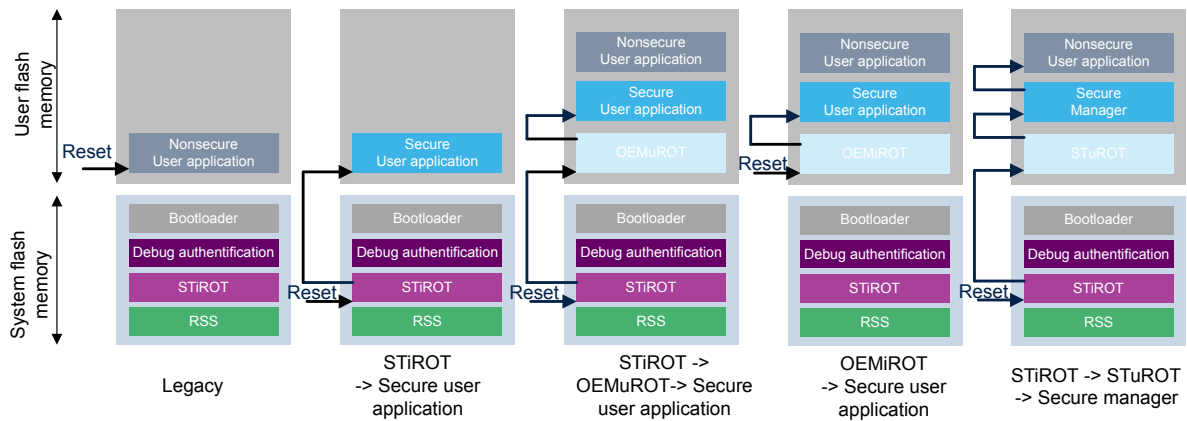 User flash
memory
System flash
memory
Reset
Nonsecure
User application
Bootloader
Debug authentification
STiROT
RSS
Legacy
Secure
User application
Bootloader
Debug authentification
Reset
STiROT
RSS
STiROT
-> Secure user
application
Nonsecure
User application
Secure
User application
OEMuROT
Bootloader
Debug authentification
Reset
STiROT
RSS
STiROT ->
OEMuROT-> Secure
user application
Nonsecure
User application
Secure
User application
Reset
OEMiROT
Bootloader
Debug authentification
STiROT
RSS
OEMiROT
-> Secure user
application
Nonsecure
User application
Secure
Manager
STuROT
Bootloader
Debug authentification
Reset
STiROT
RSS
STiROT -> STuROT
-> Secure manager